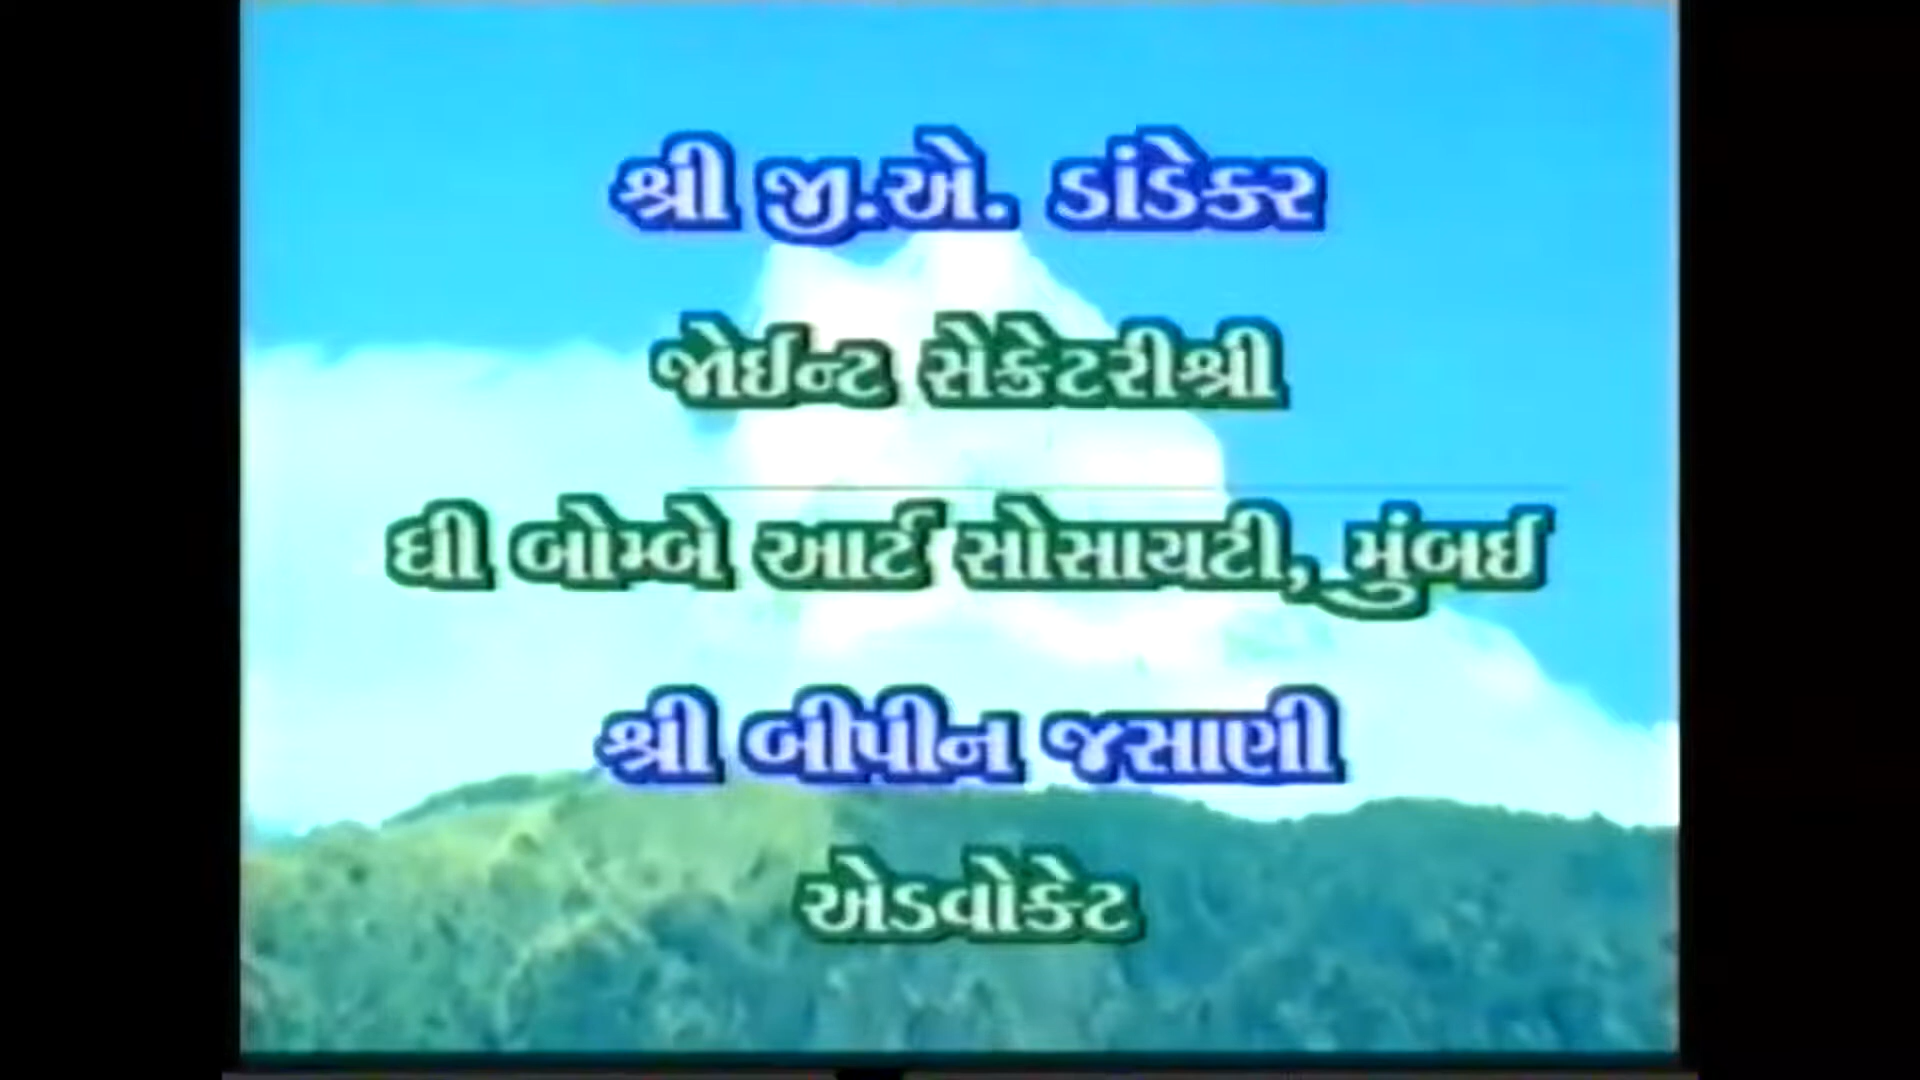 શ્રી જી.એ. ડાંડેકર
જોઈન્ટ સેક્રેટરીશ્રી
ધી બોમ્બે આર્ટ સોસાયટી, મુંબઈ
શ્રી બીપીન જસાણી
એડવોકેટ